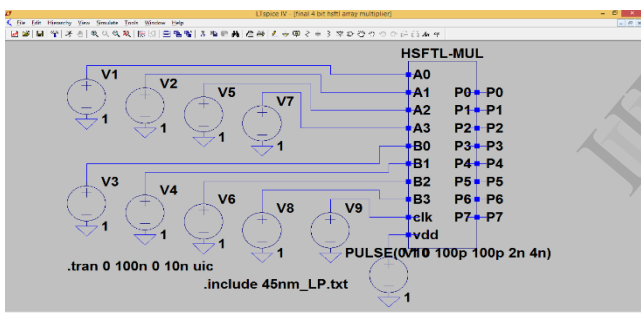 LTspice IV - [final 4 bit hsftl array multiplier]
File Edit Hierarchy View Simulate Tools Window Help
HSFTL-MUL
V1
V2
V5
V7
1
1
1
1
A0
A1 P0 P0
A2 P1 P1
A3 P2 P2
B0 P3 P3
B1 P4 P4
B2 P5 P5
B3 P6 P6
clk P7 P7
vdd
V3
V4
V6
V8
V9
1
1
1
1
PULSE(0 1 0 100p 100p 2n 4n)
V10
1
.tran 0 100n 0 10n uic
.include 45nm_LP.txt